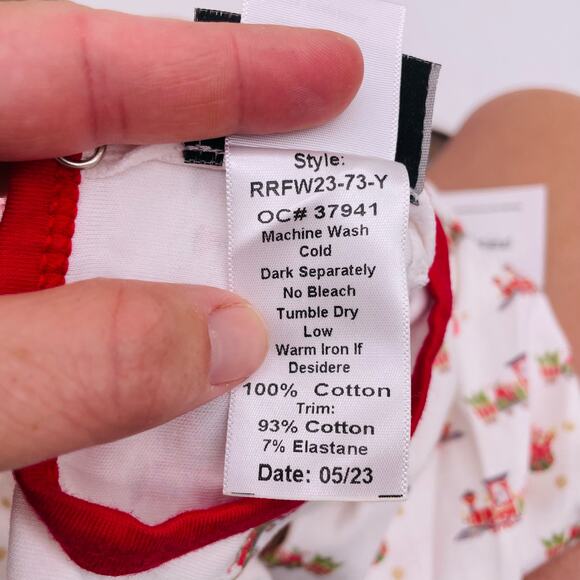 Style:
RRFW23-73-Y
OC# 37941
Machine Wash
Cold
Dark Separately
No Bleach
Tumble Dry
Low
Warm Iron If
Desidere
100% Cotton
Trim:
93% Cotton
7% Elastane
Date: 05/23